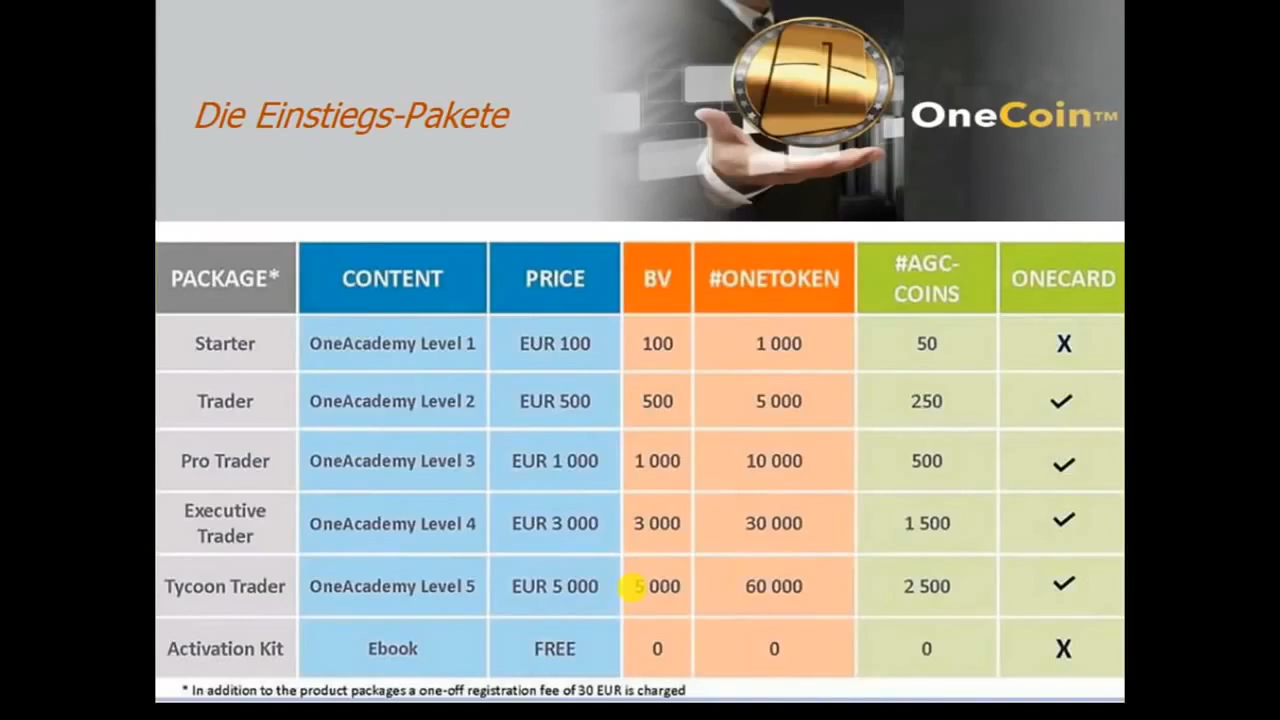 Die Einstiegs-Pakete
OneCoin™
PACKAGE* CONTENT PRICE BV #ONETOKEN #AGC-COINS ONECARD
Starter OneAcademy Level 1 EUR 100 100 1 000 50 X
Trader OneAcademy Level 2 EUR 500 500 5 000 250 ✓
Pro Trader OneAcademy Level 3 EUR 1 000 1 000 10 000 500 ✓
Executive Trader OneAcademy Level 4 EUR 3 000 3 000 30 000 1 500 ✓
Tycoon Trader OneAcademy Level 5 EUR 5 000 5 000 60 000 2 500 ✓
Activation Kit Ebook FREE 0 0 0 X
* In addition to the product packages a one-off registration fee of 30 EUR is charged